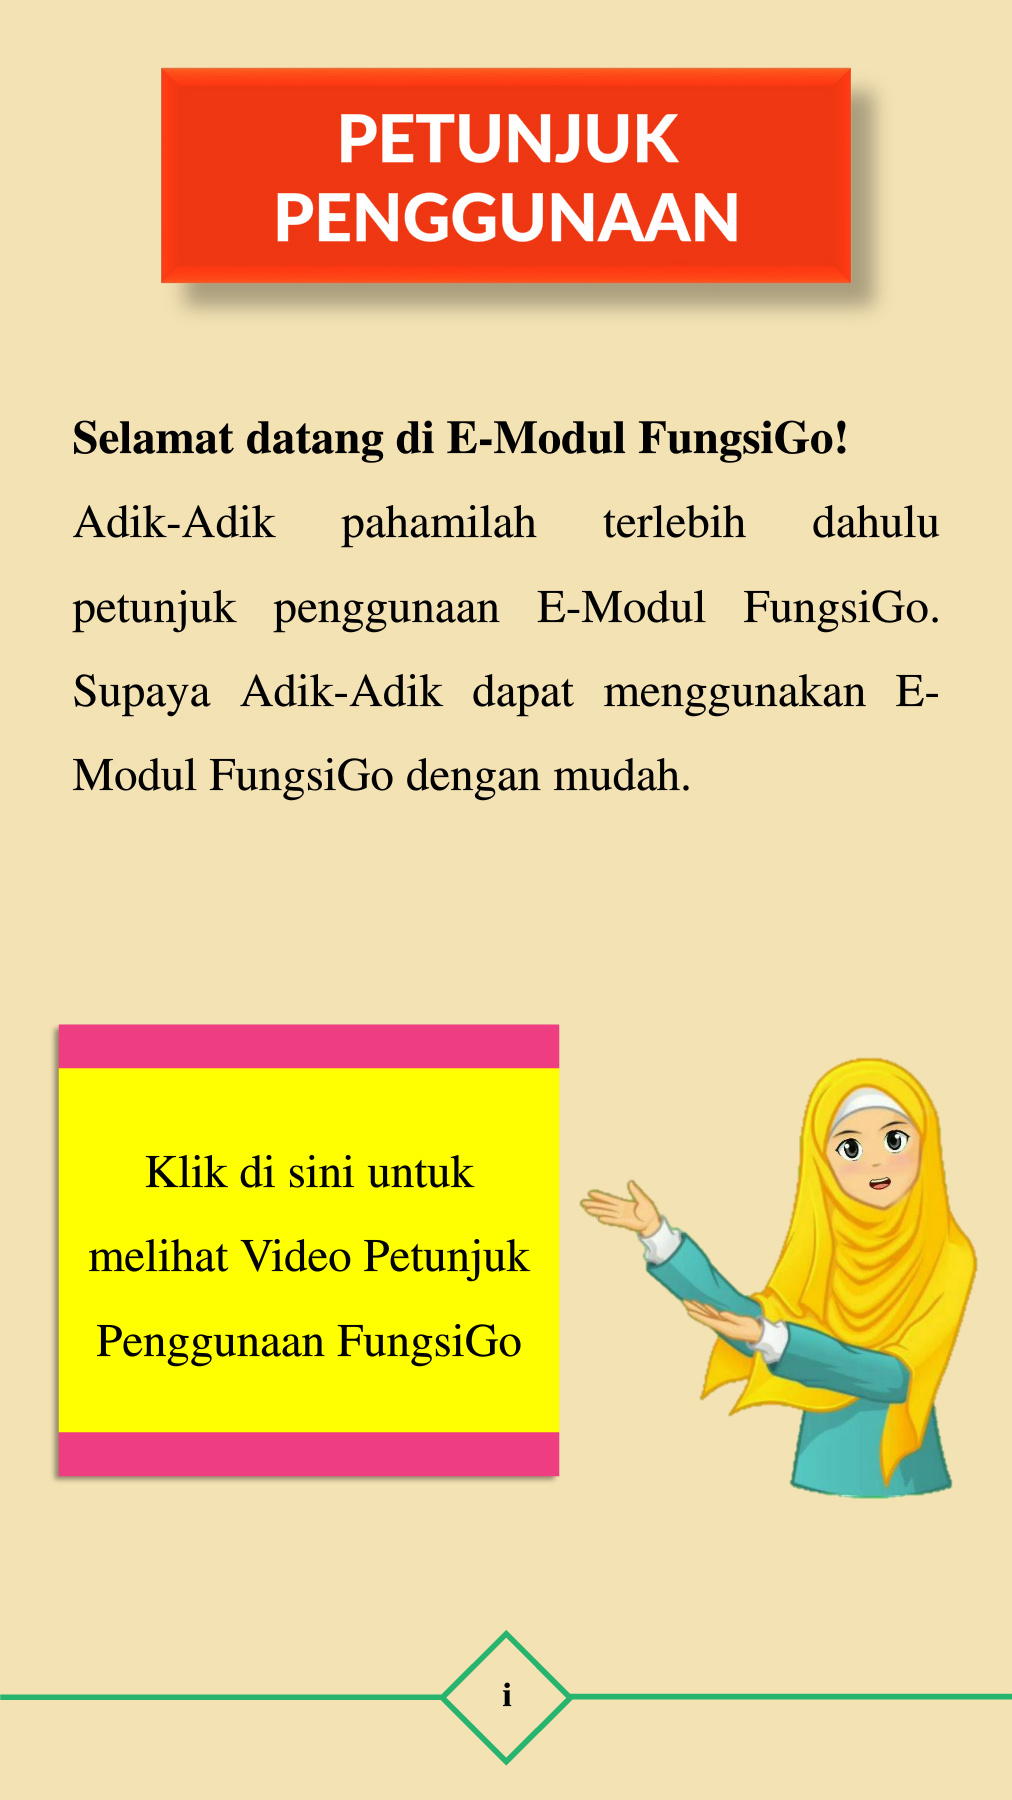 PETUNJUK
PENGGUNAAN
Selamat datang di E-Modul FungsiGo!
Adik-Adik pahamilah terlebih dahulu
petunjuk penggunaan E-Modul FungsiGo.
Supaya Adik-Adik dapat menggunakan E-
Modul FungsiGo dengan mudah.
Klik di sini untuk
melihat Video Petunjuk
Penggunaan FungsiGo
i